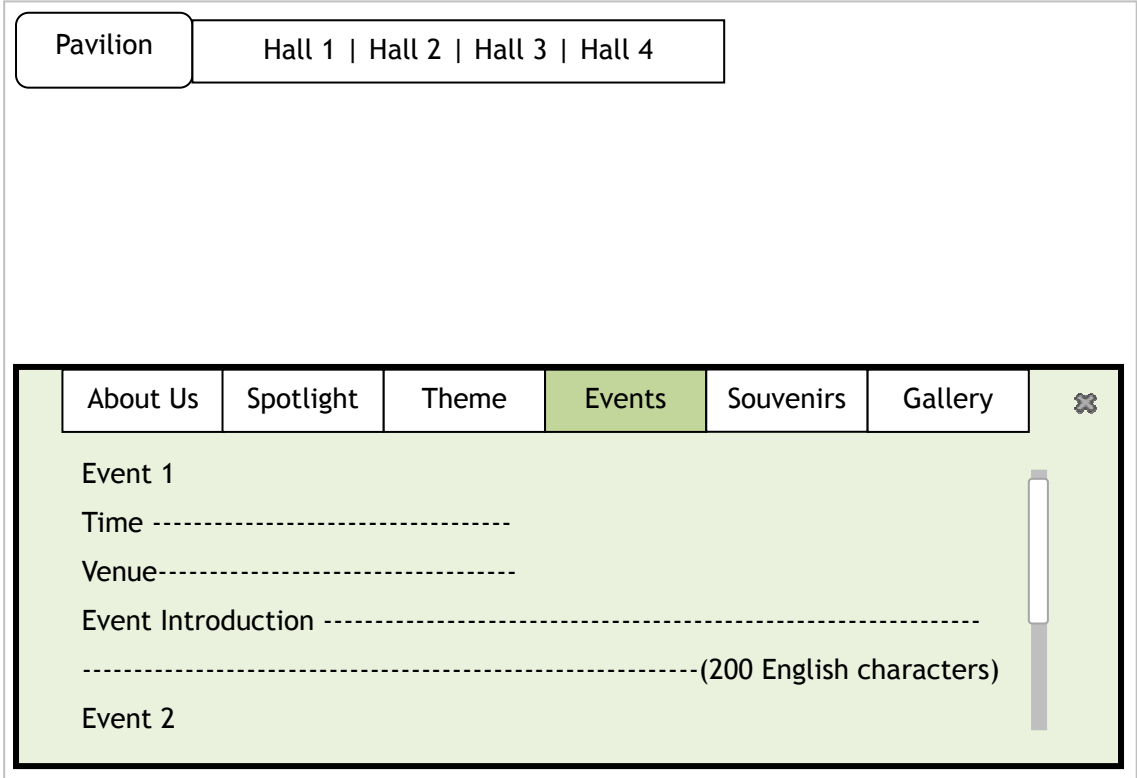 Pavilion
Hall 1 | Hall 2 | Hall 3 | Hall 4
About Us Spotlight Theme Events Souvenirs Gallery
Event 1
Time -----------------------------------
Venue-----------------------------------
Event Introduction ----------------------------------------------------------------
------------------------------------------------------------(200 English characters)
Event 2